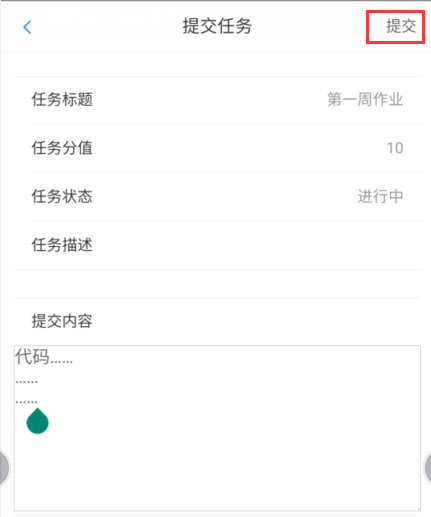 提交任务
提交
任务标题
第一周作业
任务分值
10
任务状态
进行中
任务描述
提交内容
代码……
……
……